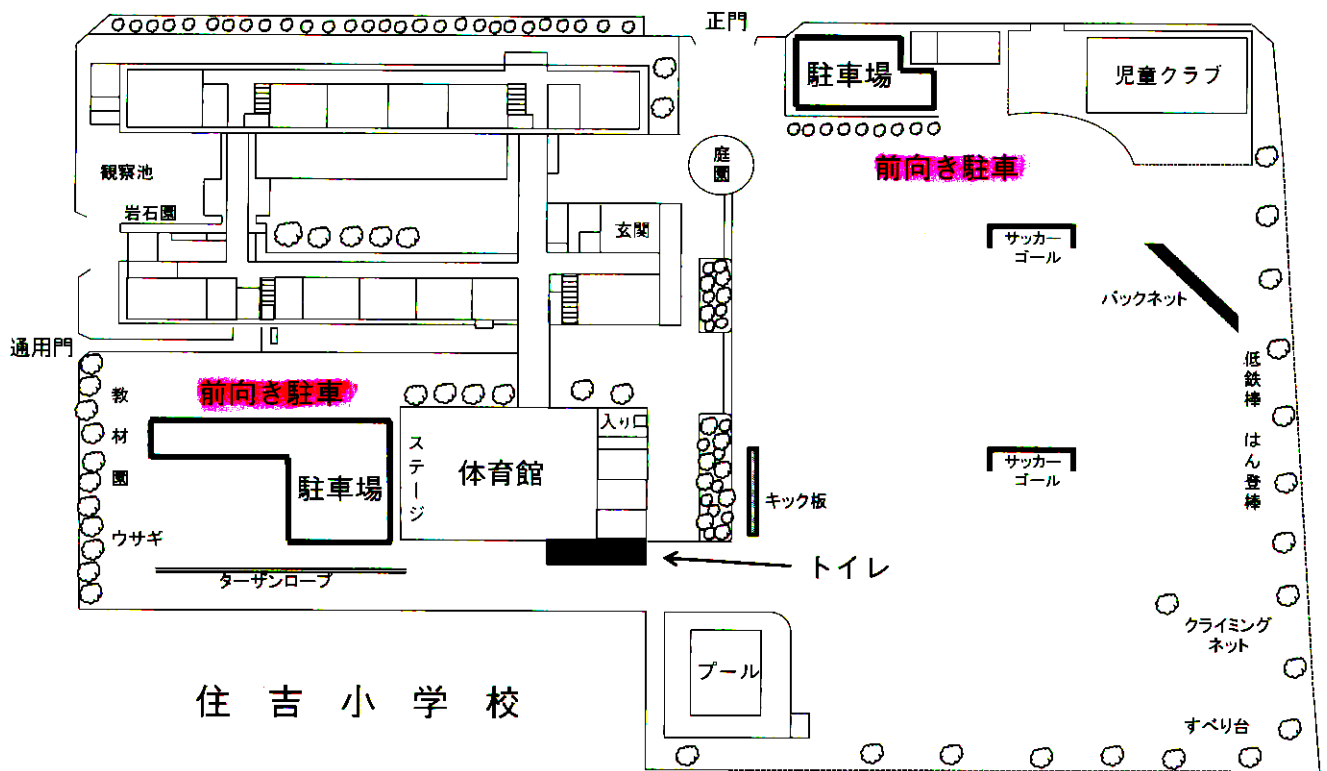 正門
駐車場
児童クラブ
前向き駐車
観察池
岩石園
庭園
玄関
サッカー
ゴール
バックネット
通用門
前向き駐車
教材園
ウサギ
駐車場
ステージ
体育館
入り口
キック板
サッカー
ゴール
低鉄棒
はん登棒
ターザンロープ
トイレ
クライミング
ネット
プール
すべり台
住吉小学校